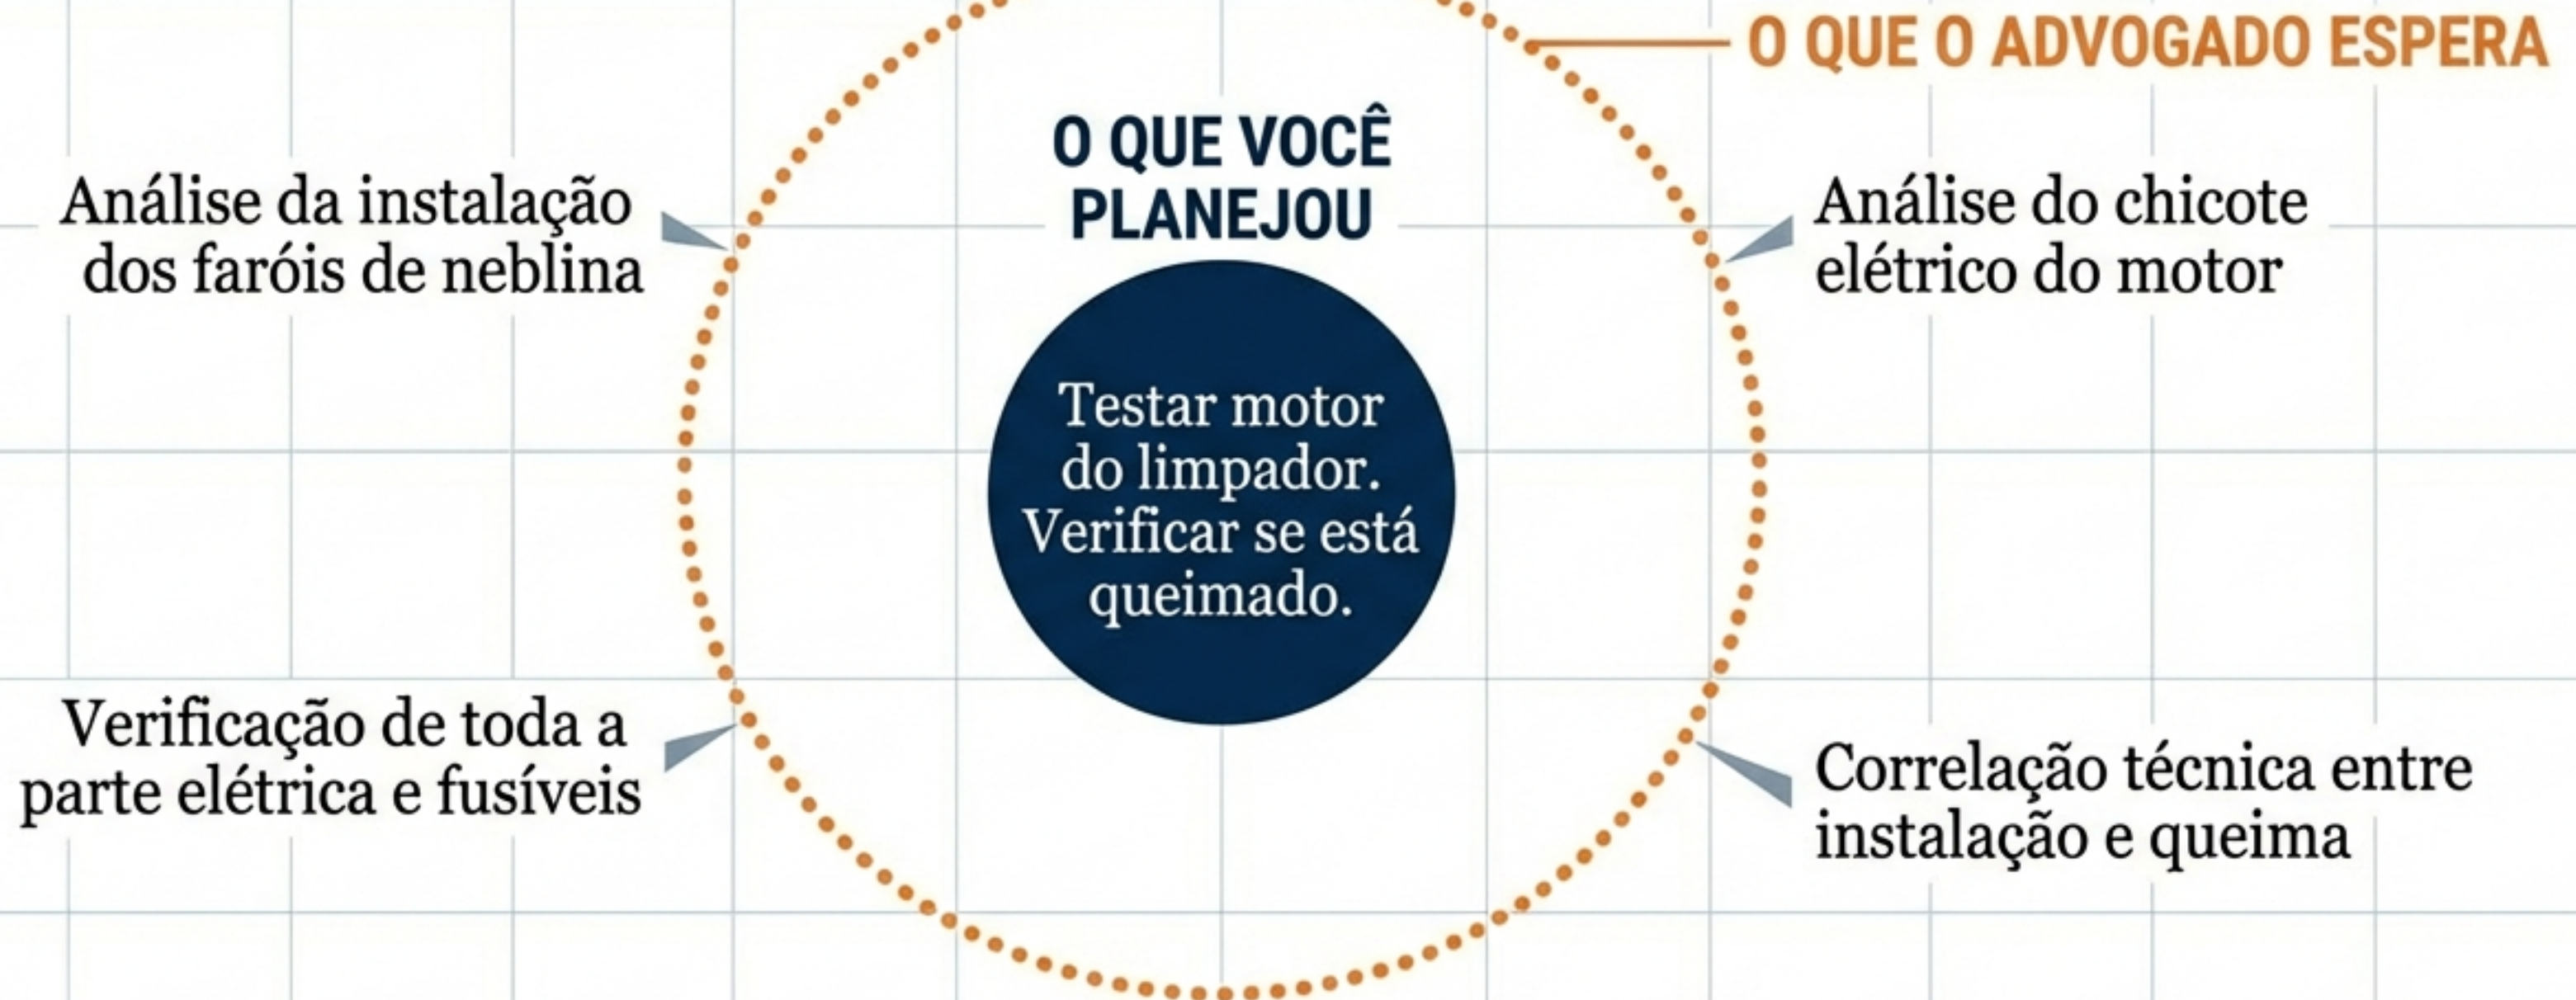 O QUE O ADVOGADO ESPERA
O QUE VOCÊ
PLANEJOU
Análise da instalação
dos faróis de neblina
Análise do chicote
elétrico do motor
Testar motor
do limpador.
Verificar se está
queimado.
Verificação de toda a
parte elétrica e fusíveis
Correlação técnica entre
instalação e queima